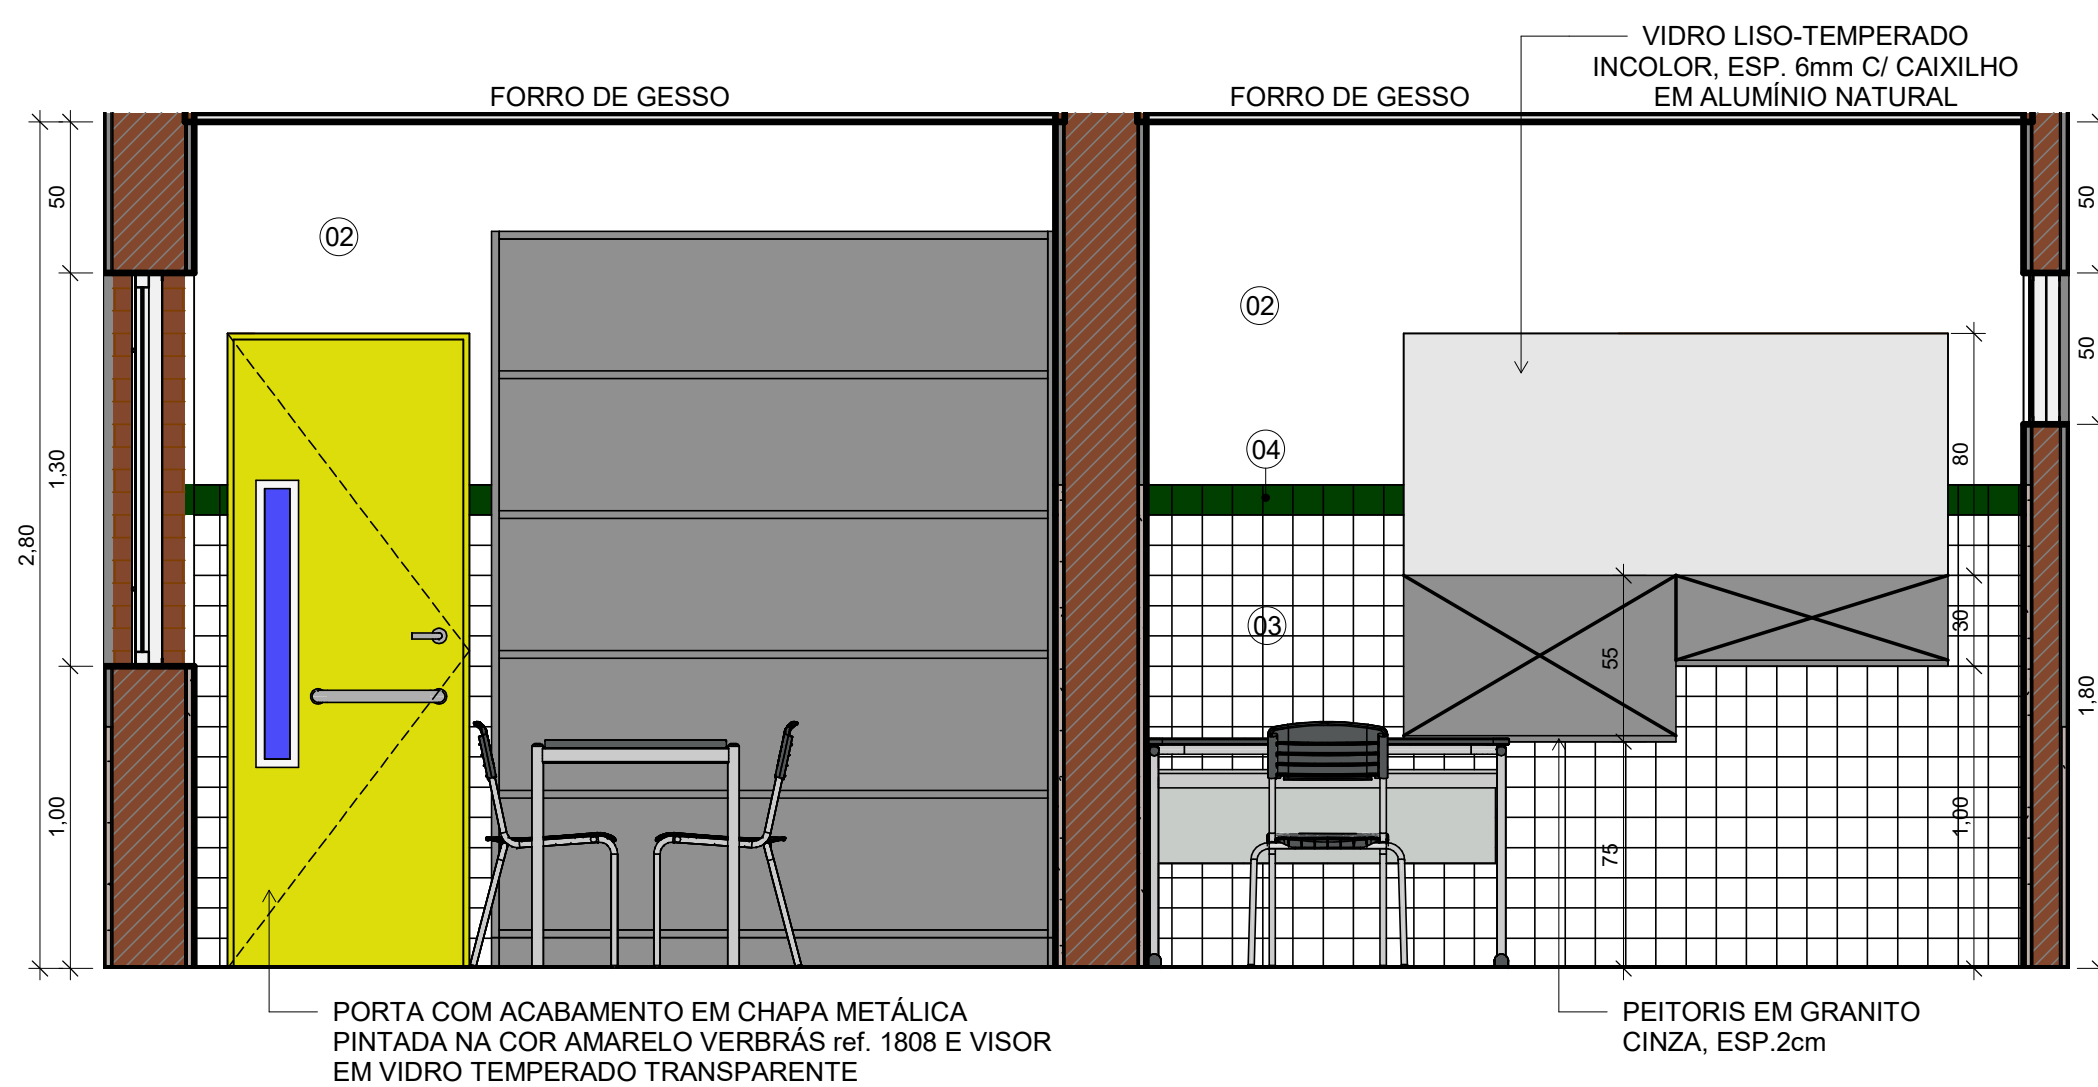 VIDRO LISO-TEMPERADO
INCOLOR, ESP. 6mm C/ CAIXILHO
EM ALUMÍNIO NATURAL
FORRO DE GESSO
FORRO DE GESSO
50
1,30
2,80
1,00
02
02
04
03
80
30
55
75
1,00
50
50
1,80
PORTA COM ACABAMENTO EM CHAPA METÁLICA
PINTADA NA COR AMARELO VERBRÁS ref. 1808 E VISOR
EM VIDRO TEMPERADO TRANSPARENTE
PEITORIS EM GRANITO
CINZA, ESP.2cm